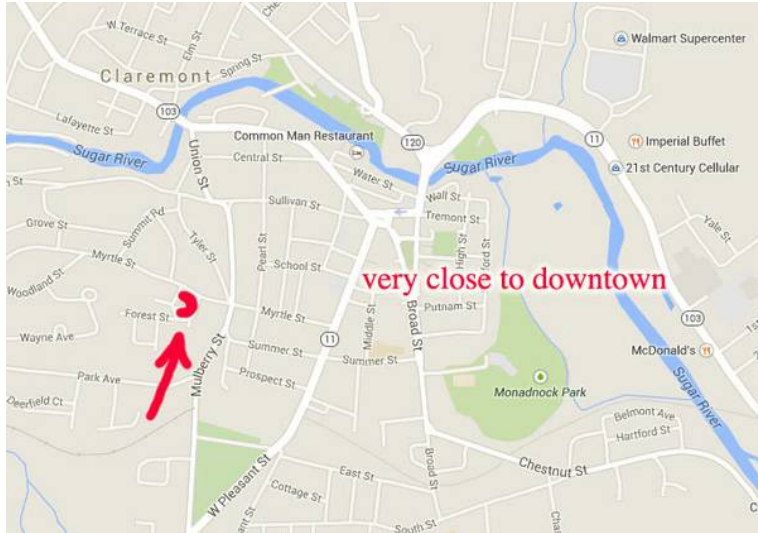 W Terrace St
Elm St
Spring St
Claremont
103
Lafayette St
Sugar River
Union St
Walmart Supercenter
11
Imperial Buffet
21st Century Cellular
Common Man Restaurant
120
Sugar River
Central St
Water St
Wall St
Tremont St
Sullivan St
Summit Rd
Grove St
Tyler St
Pearl St
High St
Yale St
Myrtle St
School St
very close to downtown
Woodland St
Forest St
Myrtle St
Middle St
Broad St
Putnam St
103
Wayne Ave
11
Summer St
Summer St
McDonald's
Mulberry St
Park Ave
Prospect St
Monadnock Park
Sugar River
Deerfield Ct
Belmont Ave
Hartford St
W Pleasant St
East St
Broad St
Chestnut St
Cottage St
South St